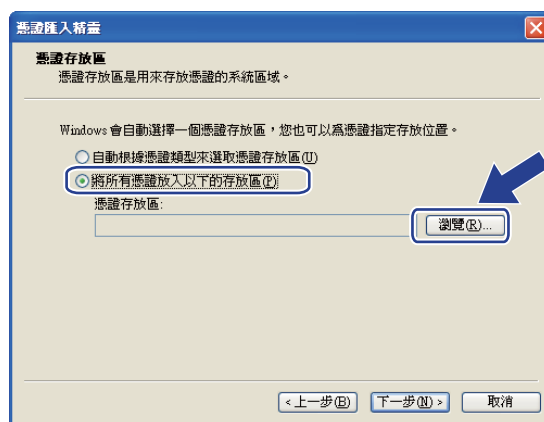 憑證匯入精靈
憑證存放區
憑證存放區是用來存放憑證的系統區域。
Windows 會自動選擇一個憑證存放區，您也可以為憑證指定存放位置。
自動根據憑證類型來選取憑證存放區(U)
將所有憑證放入以下的存放區(P)
憑證存放區:
瀏覽(R)...
<上一步(B) 下一步(N)> 取消